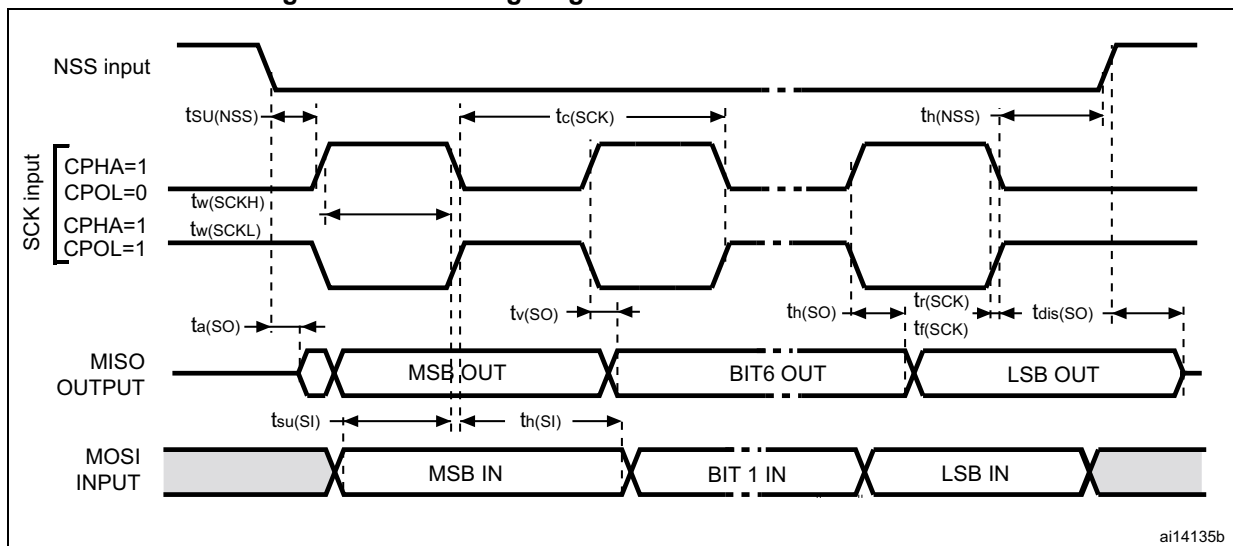 NSS input
tSU(NSS)
tc(SCK)
th(NSS)
SCK input
CPHA=1
CPOL=0
tw(SCKH)
CPHA=1
tw(SCKL)
CPOL=1
ta(SO)
tv(SO)
th(SO)
tr(SCK)
tf(SCK)
tdis(SO)
MISO
OUTPUT
MSB OUT
BIT6 OUT
LSB OUT
tsu(SI)
th(SI)
MOSI
INPUT
MSB IN
BIT 1 IN
LSB IN
ai14135b